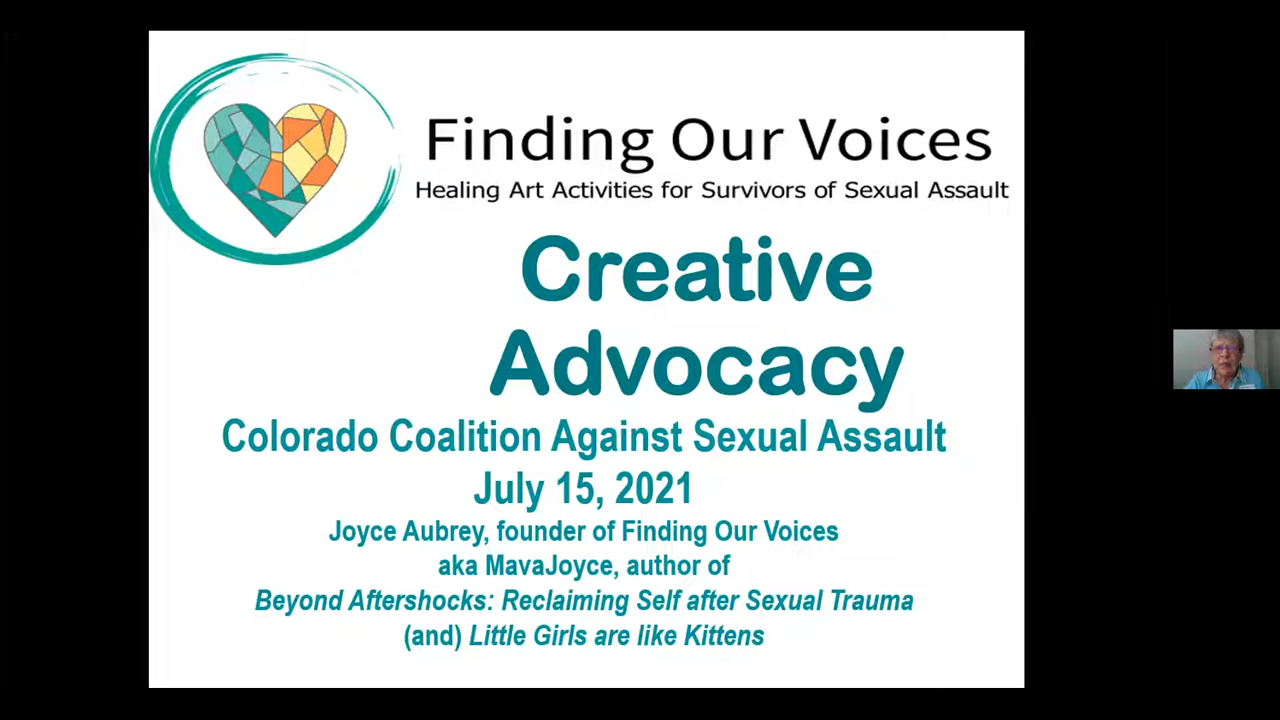 Finding Our Voices
Healing Art Activities for Survivors of Sexual Assault
Creative
Advocacy
Colorado Coalition Against Sexual Assault
July 15, 2021
Joyce Aubrey, founder of Finding Our Voices
aka MavaJoyce, author of
Beyond Aftershocks: Reclaiming Self after Sexual Trauma
(and) Little Girls are like Kittens